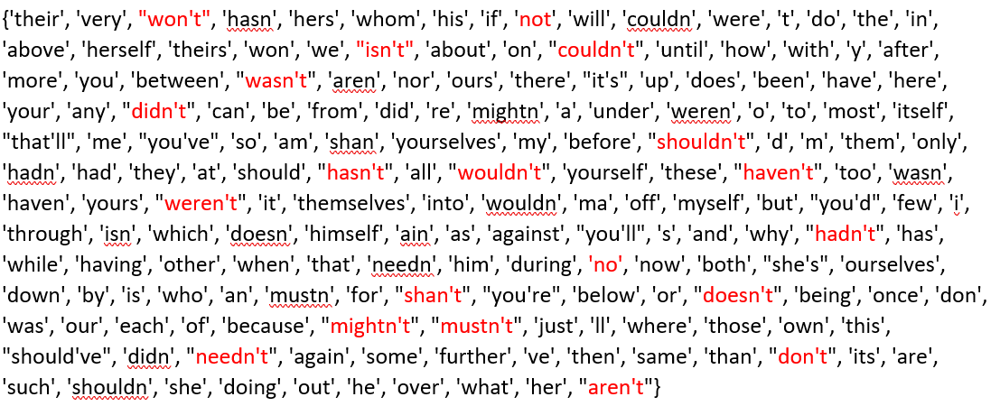 {'their', 'very', "won't", 'hasn', 'hers', 'whom', 'his', 'if', 'not', 'will', 'couldn', 'were', 't', 'do', 'the', 'in',
'above', 'herself', 'theirs', 'won', 'we', "isn't", 'about', 'on', "couldn't", 'until', 'how', 'with', 'y', 'after',
'more', 'you', 'between', "wasn't", 'aren', 'nor', 'ours', 'there', "it's", 'up', 'does', 'been', 'have', 'here',
'your', 'any', "didn't", 'can', 'be', 'from', 'did', 're', 'mightn', 'a', 'under', 'weren', 'o', 'to', 'most', 'itself',
"that'll", 'me', "you've", 'so', 'am', 'shan', 'yourselves', 'my', 'before', "shouldn't", 'd', 'm', 'them', 'only',
'hadn', 'had', 'they', 'at', 'should', "hasn't", 'all', "wouldn't", 'yourself', 'these', "haven't", 'too', 'wasn',
'haven', 'yours', "weren't", 'it', 'themselves', 'into', 'wouldn', 'ma', 'off', 'myself', 'but', "you'd", 'few', 'i',
'through', 'isn', 'which', 'doesn', 'himself', 'ain', 'as', 'against', "you'll", 's', 'and', 'why', "hadn't", 'has',
'while', 'having', 'other', 'when', 'that', 'needn', 'him', 'during', 'no', 'now', 'both', "she's", 'ourselves',
'down', 'by', 'is', 'who', 'an', 'mustn', 'for', "shan't", "you're", 'below', 'or', "doesn't", 'being', 'once', 'don',
'was', 'our', 'each', 'of', 'because', "mightn't", "mustn't", 'just', 'll', 'where', 'those', 'own', 'this',
"should've", 'didn', "needn't", 'again', 'some', 'further', 've', 'then', 'same', 'than', "don't", 'its', 'are',
'such', 'shouldn', 'she', 'doing', 'out', 'he', 'over', 'what', 'her', "aren't"}